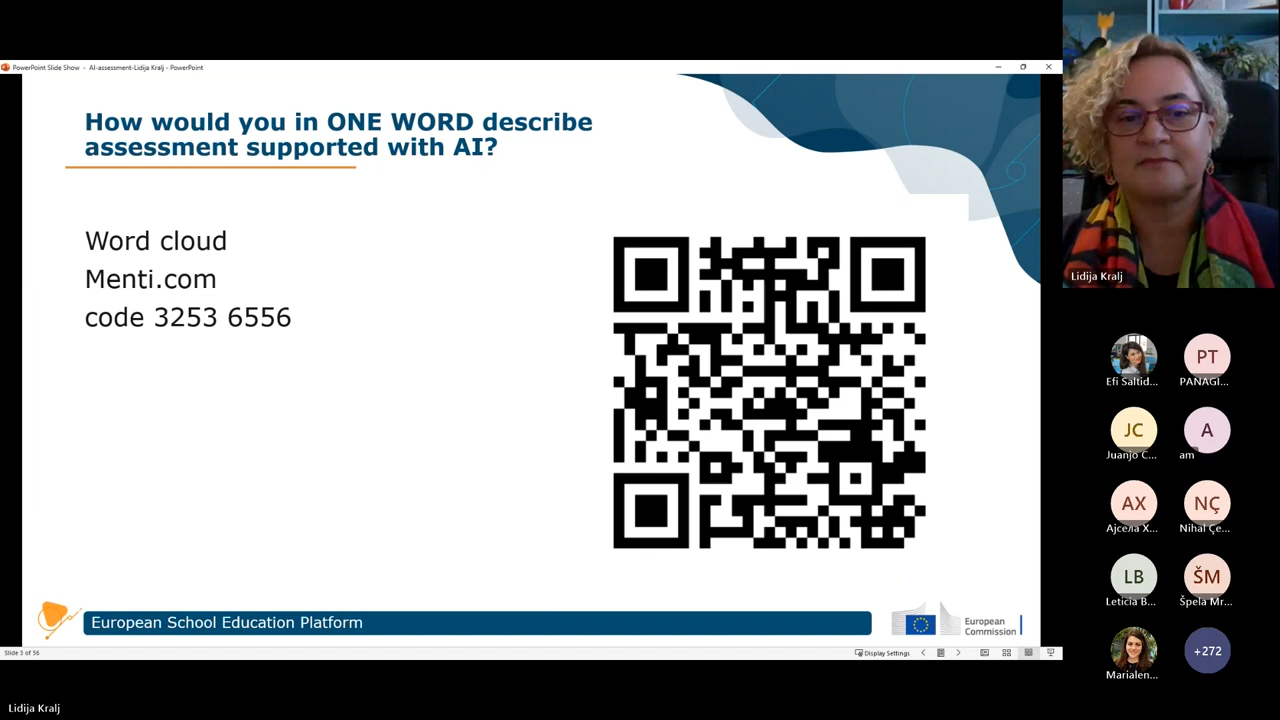 PowerPoint Slide Show - AI-assessment-Lidija Kralj - PowerPoint
How would you in ONE WORD describe
assessment supported with AI?
Word cloud
Menti.com
code 3253 6556
European School Education Platform
European
Commission
Slide 3 of 56
Display Settings
Lidija Kralj
Efi Saltid...
PT
PANAGI...
JC
Juanjo C...
A
am
AX
Ајсела Х...
NÇ
Nihal Çe...
LB
Leticia B...
ŠM
Špela Mr...
Marialen...
+272
Lidija Kralj